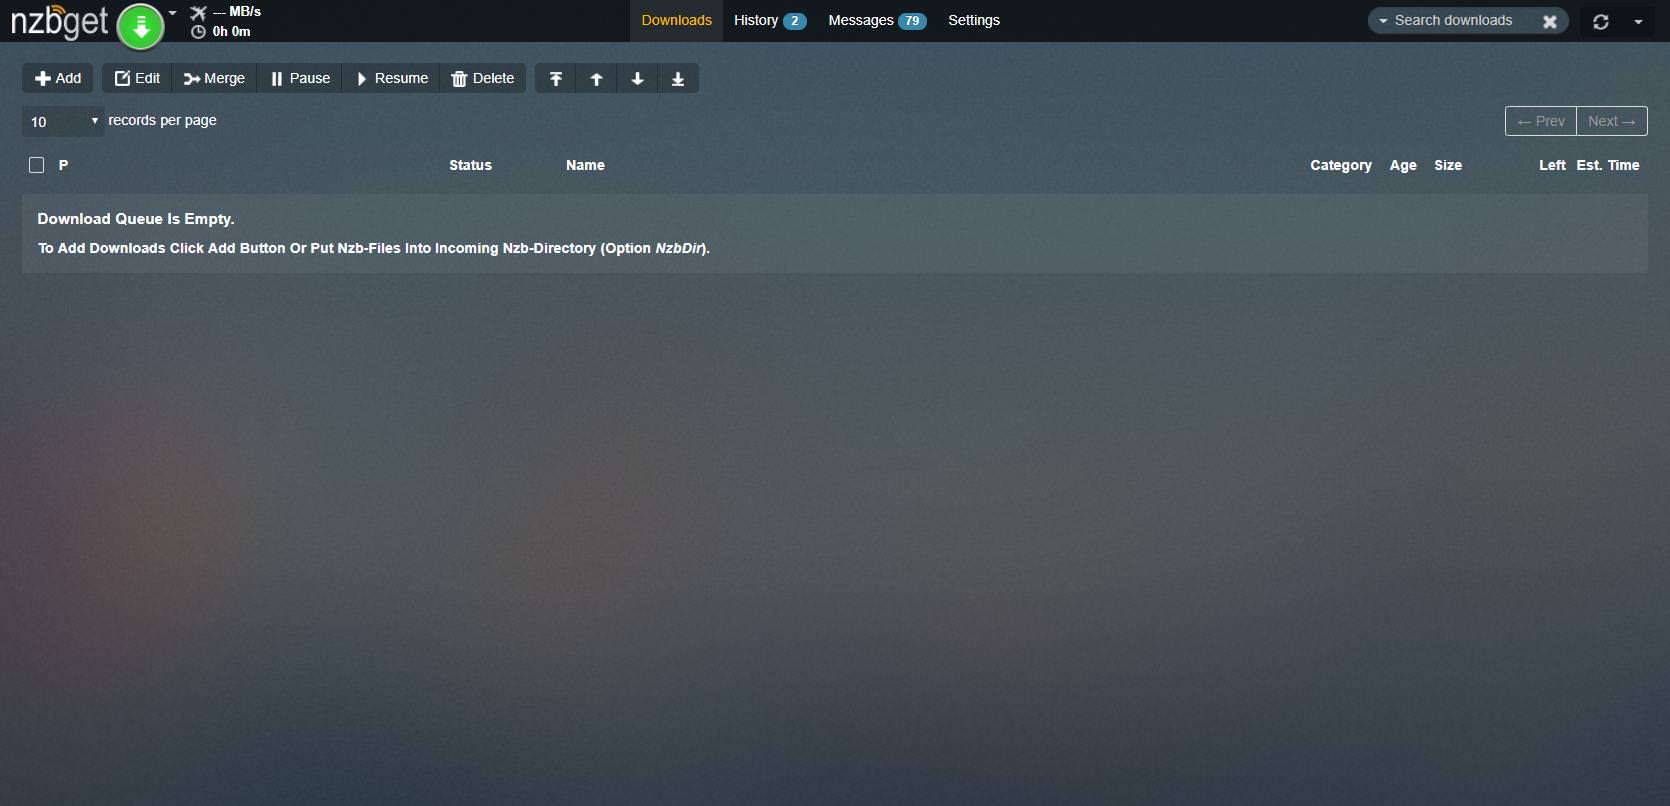 nzbget
--- MB/s
0h 0m
Downloads History 2 Messages 79 Settings
Search downloads
Add Edit Merge Pause Resume Delete
10 records per page
← Prev Next →
P Status Name Category Age Size Left Est. Time
Download Queue Is Empty.
To Add Downloads Click Add Button Or Put Nzb-Files Into Incoming Nzb-Directory (Option NzbDir).